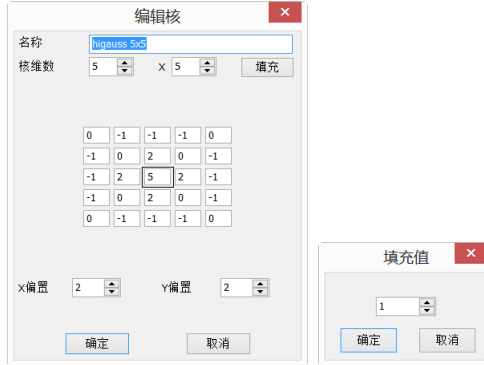 编辑核
×
名称
higauss 5x5
核维数
5
X
5
填充
0 -1 -1 -1 0
-1 0 2 0 -1
-1 2 5 2 -1
-1 0 2 0 -1
0 -1 -1 -1 0
X偏置
2
Y偏置
2
确定
取消
填充值
×
1
确定
取消